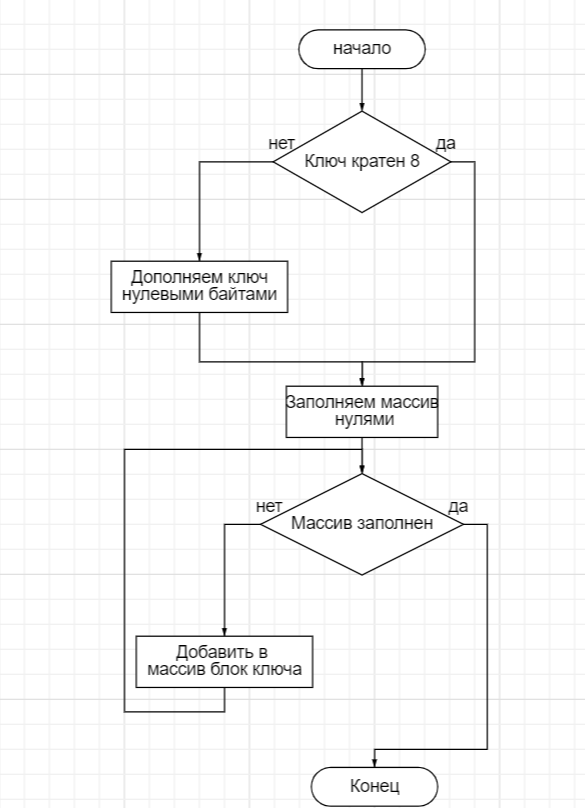 начало
нет
да
Ключ кратен 8
Дополняем ключ
нулевыми байтами
Заполняем массив
нулями
нет
да
Массив заполнен
Добавить в
массив блок ключа
Конец